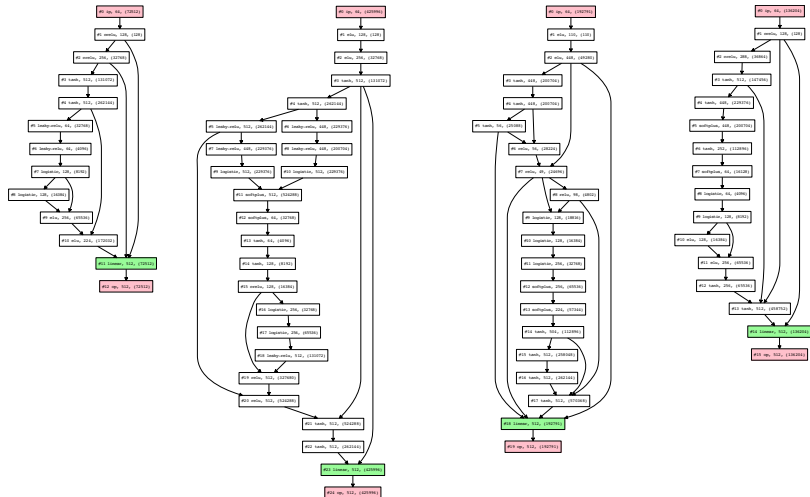 #0 ip, 64, (72512)
#1 crelu, 128, (128)
#2 crelu, 256, (32768)
#3 tanh, 512, (131072)
#4 tanh, 512, (262144)
#5 leaky-relu, 64, (32768)
#6 leaky-relu, 64, (4096)
#7 logistic, 128, (8192)
#8 logistic, 128, (16384)
#9 elu, 256, (65536)
#10 elu, 224, (172032)
#11 linear, 512, (72512)
#12 op, 512, (72512)
#0 ip, 64, (425996)
#1 elu, 128, (128)
#2 elu, 256, (32768)
#3 tanh, 512, (131072)
#4 tanh, 512, (262144)
#5 leaky-relu, 512, (262144)
#6 leaky-relu, 448, (229376)
#7 leaky-relu, 448, (229376)
#8 leaky-relu, 448, (200704)
#9 logistic, 512, (229376)
#10 logistic, 512, (229376)
#11 softplus, 512, (524288)
#12 softplus, 64, (32768)
#13 tanh, 64, (4096)
#14 tanh, 128, (8192)
#15 crelu, 128, (16384)
#16 logistic, 256, (32768)
#17 logistic, 256, (65536)
#18 leaky-relu, 512, (131072)
#19 relu, 512, (327680)
#20 relu, 512, (524288)
#21 tanh, 512, (524288)
#22 tanh, 512, (262144)
#23 linear, 512, (425996)
#24 op, 512, (425996)
#0 ip, 64, (192791)
#1 elu, 110, (110)
#2 elu, 448, (49280)
#3 tanh, 448, (200704)
#4 tanh, 448, (200704)
#5 tanh, 56, (25088)
#6 relu, 56, (28224)
#7 relu, 49, (24696)
#8 relu, 98, (4802)
#9 logistic, 128, (18816)
#10 logistic, 128, (16384)
#11 logistic, 256, (32768)
#12 softplus, 256, (65536)
#13 softplus, 224, (57344)
#14 tanh, 504, (112896)
#15 tanh, 512, (258048)
#16 tanh, 512, (262144)
#17 tanh, 512, (570368)
#18 linear, 512, (192791)
#19 op, 512, (192791)
#0 ip, 64, (136204)
#1 crelu, 128, (128)
#2 crelu, 288, (36864)
#3 tanh, 512, (147456)
#4 tanh, 448, (229376)
#5 softplus, 448, (200704)
#6 tanh, 252, (112896)
#7 softplus, 64, (16128)
#8 logistic, 64, (4096)
#9 logistic, 128, (8192)
#10 elu, 128, (16384)
#11 elu, 256, (65536)
#12 tanh, 256, (65536)
#13 tanh, 512, (458752)
#14 linear, 512, (136204)
#15 op, 512, (136204)